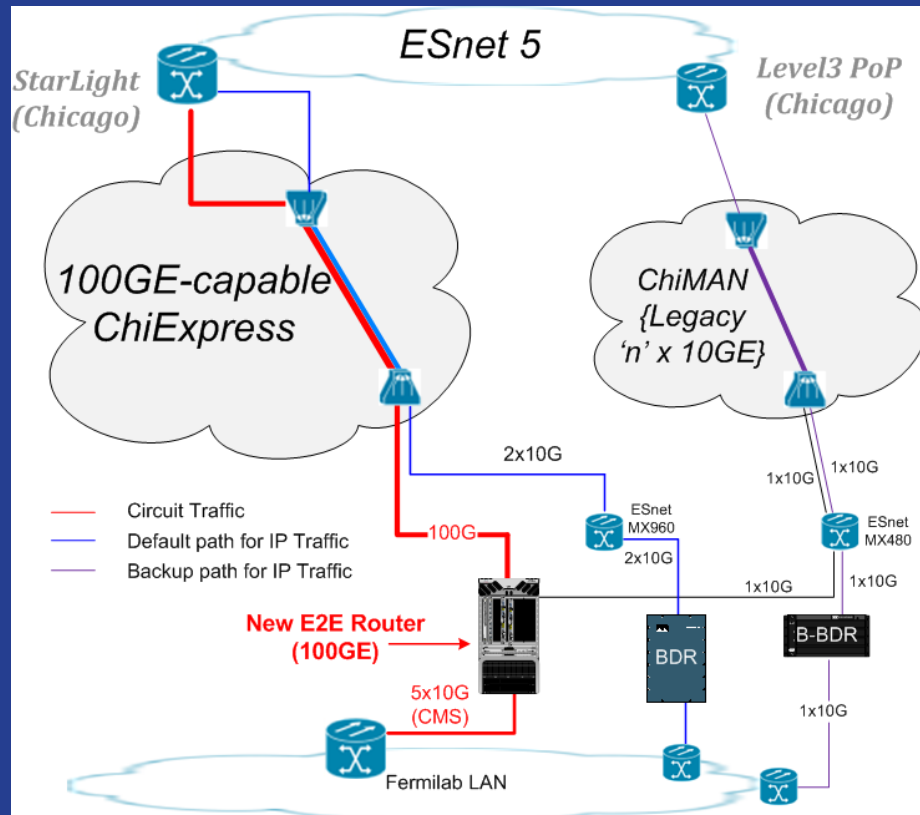 ESnet 5
StarLight
(Chicago)
Level3 PoP
(Chicago)
100GE-capable
ChiExpress
ChiMAN
{Legacy
‘n’ x 10GE}
2x10G
1x10G
1x10G
Circuit Traffic
Default path for IP Traffic
Backup path for IP Traffic
ESnet
MX960
ESnet
MX480
100G
2x10G
1x10G
1x10G
New E2E Router
(100GE)
BDR
B-BDR
5x10G
(CMS)
1x10G
Fermilab LAN